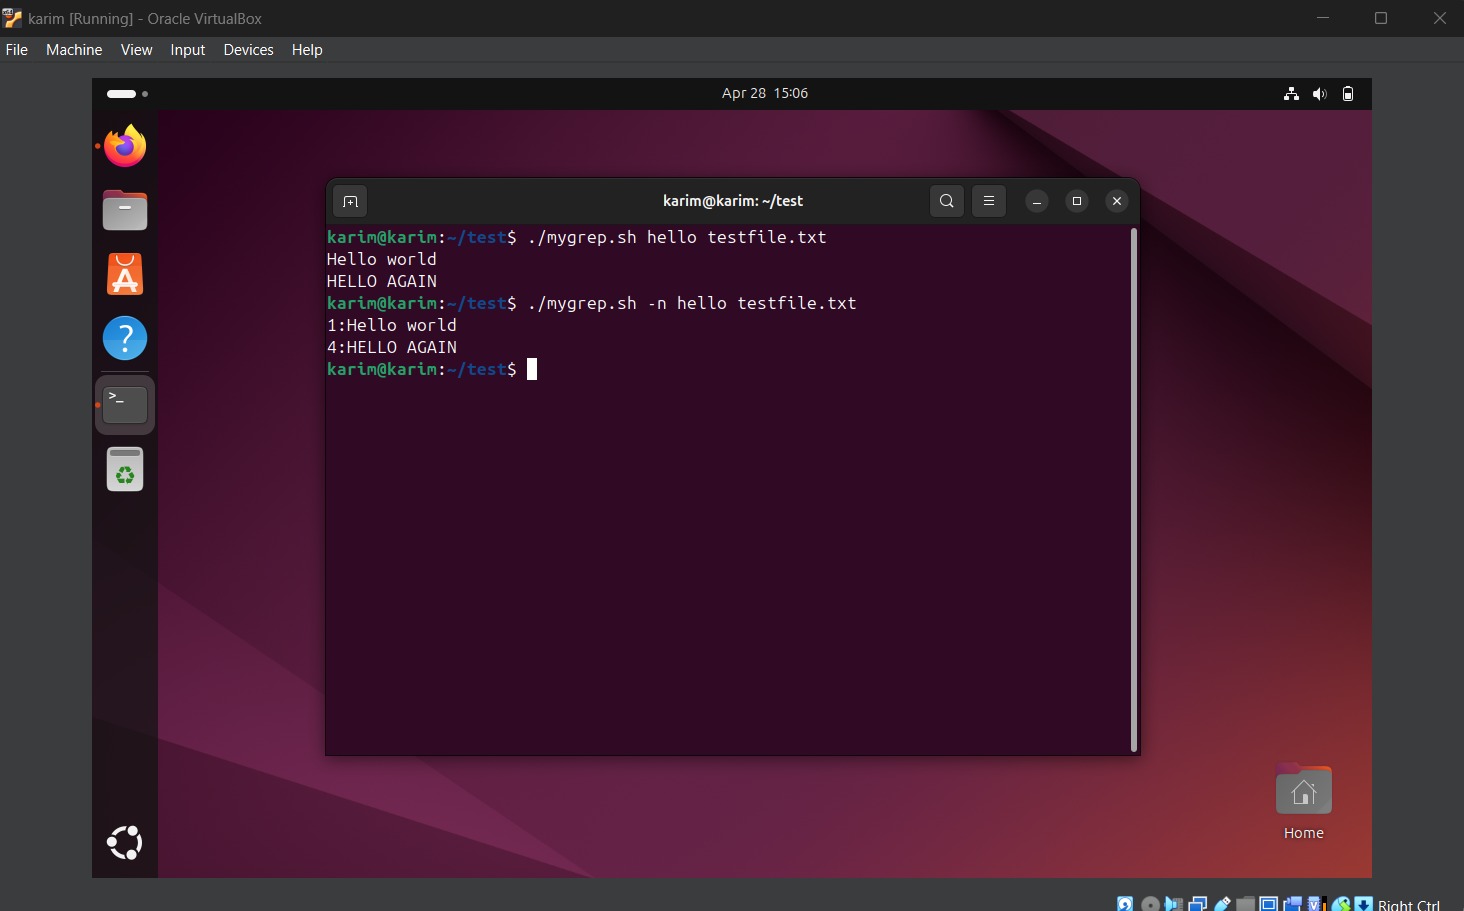 karim [Running] - Oracle VirtualBox
File Machine View Input Devices Help
Apr 28 15:06
karim@karim: ~/test
karim@karim:~/test$ ./mygrep.sh hello testfile.txt
Hello world
HELLO AGAIN
karim@karim:~/test$ ./mygrep.sh -n hello testfile.txt
1:Hello world
4:HELLO AGAIN
karim@karim:~/test$
Home
Right Ctrl